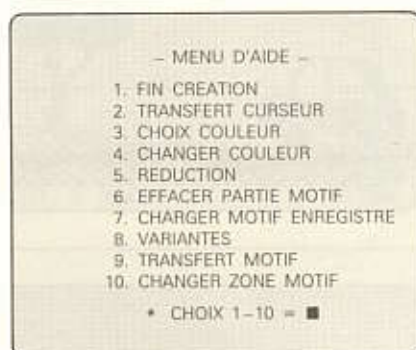 – MENU D'AIDE –
1. FIN CREATION
2. TRANSFERT CURSEUR
3. CHOIX COULEUR
4. CHANGER COULEUR
5. REDUCTION
6. EFFACER PARTIE MOTIF
7. CHARGER MOTIF ENREGISTRE
8. VARIANTES
9. TRANSFERT MOTIF
10. CHANGER ZONE MOTIF
* CHOIX 1–10 = ■